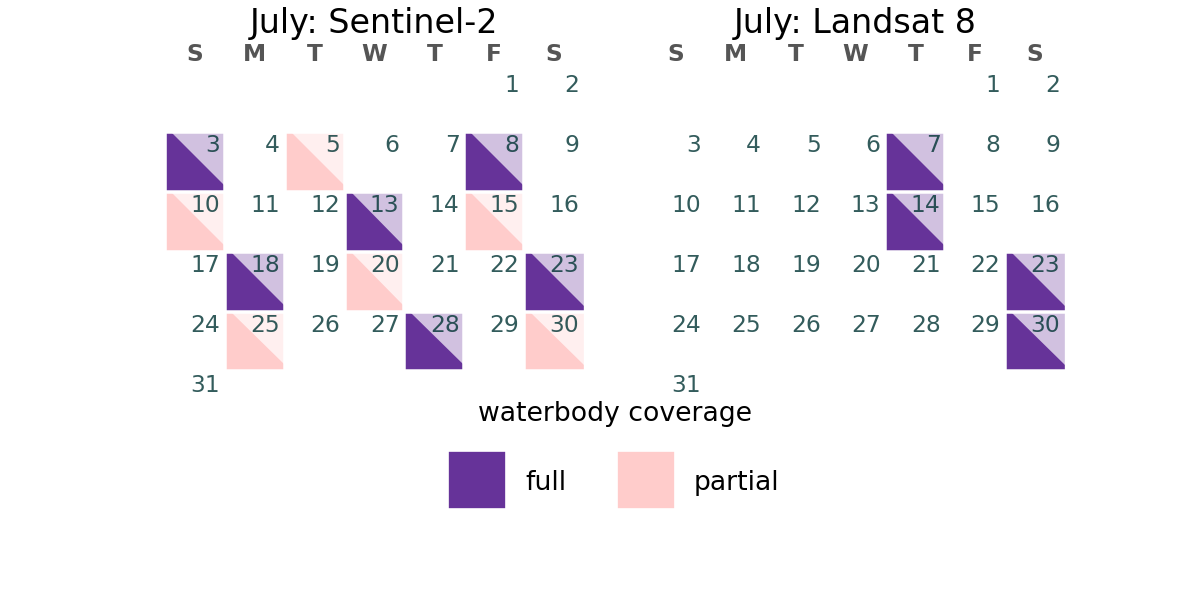 July: Sentinel-2
S M T W T F S
1 2
3 4 5 6 7 8 9
10 11 12 13 14 15 16
17 18 19 20 21 22 23
24 25 26 27 28 29 30
31
July: Landsat 8
S M T W T F S
1 2
3 4 5 6 7 8 9
10 11 12 13 14 15 16
17 18 19 20 21 22 23
24 25 26 27 28 29 30
31
waterbody coverage
full
partial